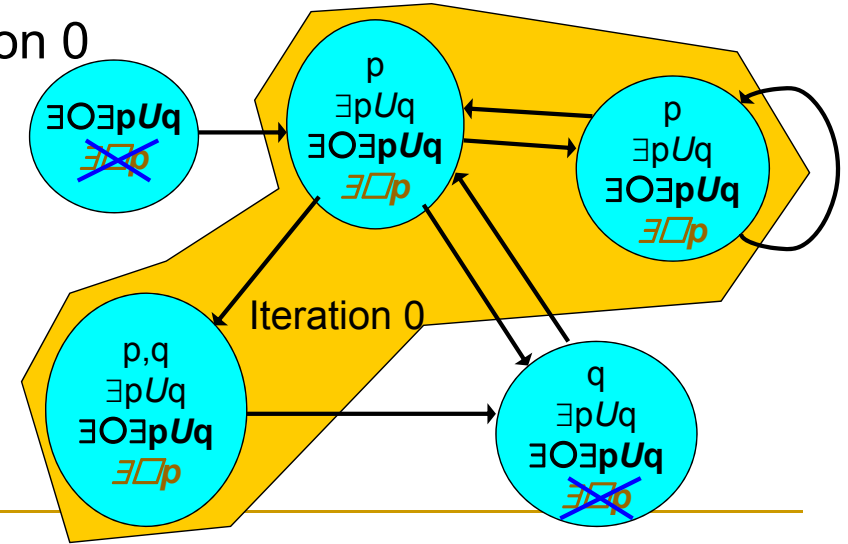 on 0
∃○∃pUq
∃□p
p
∃pUq
∃○∃pUq
∃□p
p
∃pUq
∃○∃pUq
∃□p
Iteration 0
p,q
∃pUq
∃○∃pUq
∃□p
q
∃pUq
∃○∃pUq
∃□p